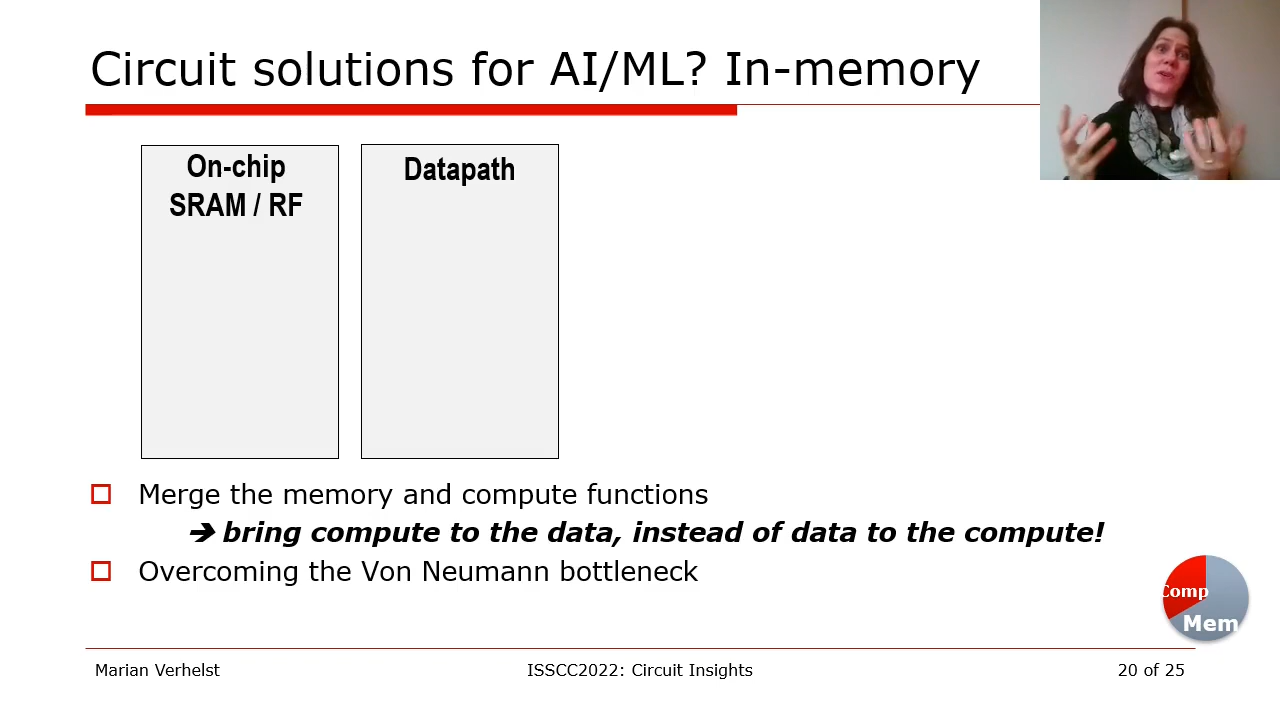 Circuit solutions for AI/ML? In-memory
On-chip
SRAM / RF
Datapath
Merge the memory and compute functions
➔ bring compute to the data, instead of data to the compute!
Overcoming the Von Neumann bottleneck
Comp
Mem
Marian Verhelst
ISSCC2022: Circuit Insights
20 of 25